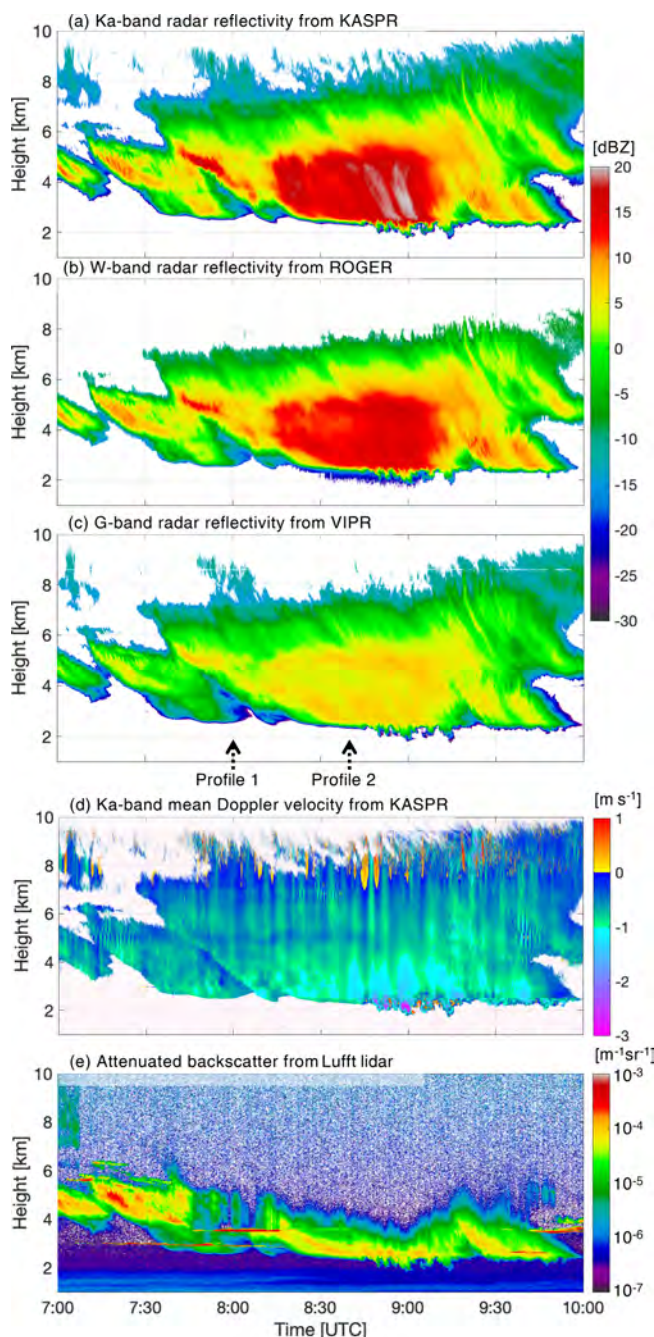 (a) Ka-band radar reflectivity from KASPR
10
8
6
4
2
Height [km]
[dBZ]
20
15
10
5
0
-5
-10
-15
-20
-25
-30
(b) W-band radar reflectivity from ROGER
10
8
6
4
2
Height [km]
(c) G-band radar reflectivity from VIPR
10
8
6
4
2
Height [km]
Profile 1 Profile 2
(d) Ka-band mean Doppler velocity from KASPR
10
8
6
4
2
Height [km]
[m s⁻¹]
1
0
-1
-2
-3
(e) Attenuated backscatter from Lufft lidar
10
8
6
4
2
Height [km]
[m⁻¹sr⁻¹]
10⁻³
10⁻⁴
10⁻⁵
10⁻⁶
10⁻⁷
7:00 7:30 8:00 8:30 9:00 9:30 10:00
Time [UTC]